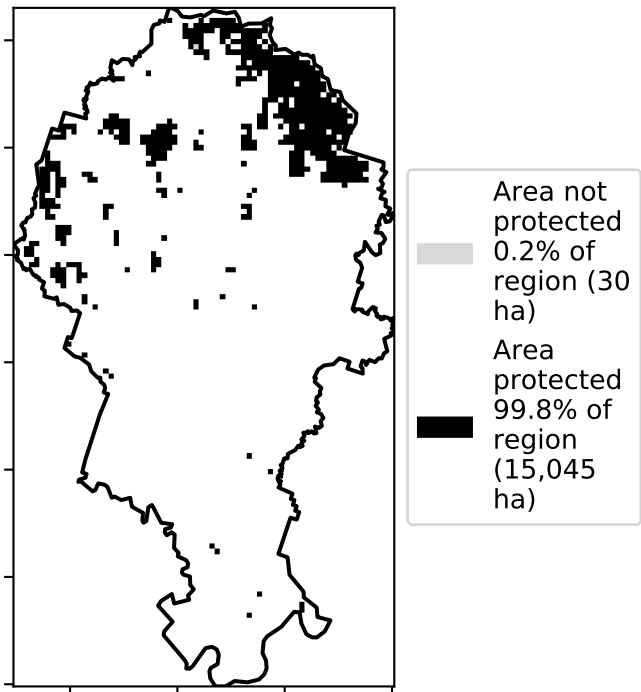 Area not
protected
0.2% of
region (30
ha)
Area
protected
99.8% of
region
(15,045
ha)